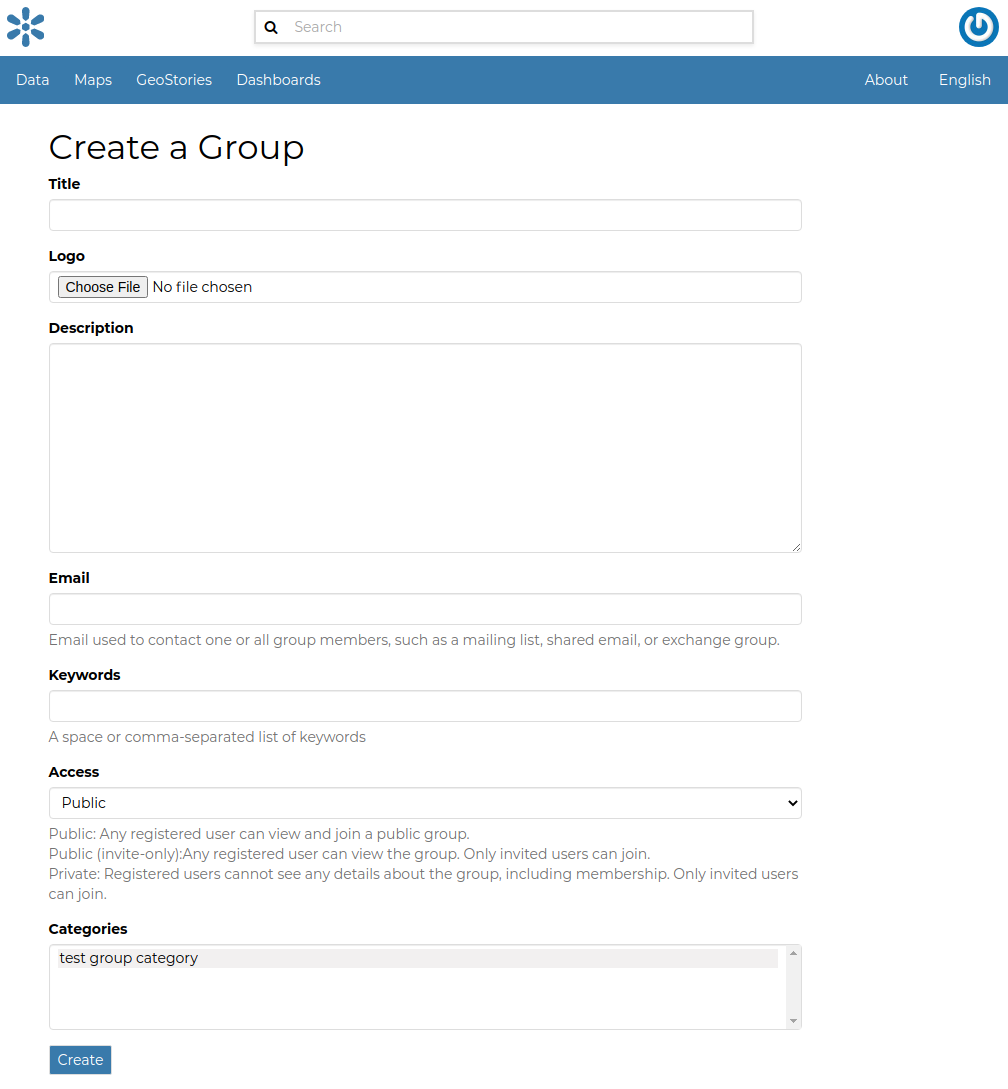 Search
Data Maps GeoStories Dashboards About English
Create a Group
Title
Logo
Choose File No file chosen
Description
Email
Email used to contact one or all group members, such as a mailing list, shared email, or exchange group.
Keywords
A space or comma-separated list of keywords
Access
Public
Public: Any registered user can view and join a public group.
Public (invite-only):Any registered user can view the group. Only invited users can join.
Private: Registered users cannot see any details about the group, including membership. Only invited users
can join.
Categories
test group category
Create